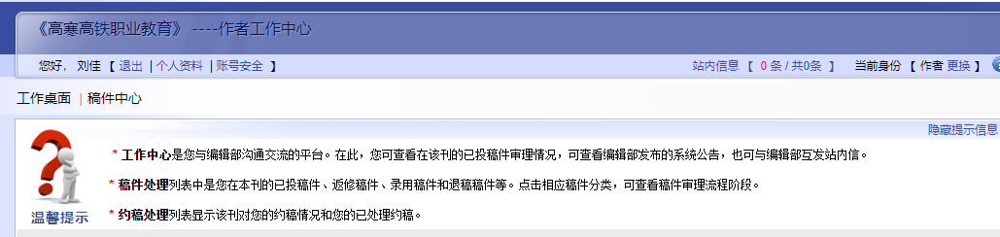 《高寒高铁职业教育》 ----作者工作中心
您好， 刘佳 【 退出 | 个人资料 | 账号安全 】 站内信息 【 0 条 / 共0条 】 当前身份 【 作者 更换 】
工作桌面 | 稿件中心
隐藏提示信息
* 工作中心是您与编辑部沟通交流的平台。在此，您可查看在该刊的已投稿件审理情况，可查看编辑部发布的系统公告，也可与编辑部互发站内信。
* 稿件处理列表中是您在本刊的已投稿件、返修稿件、录用稿件和退稿稿件等。点击相应稿件分类，可查看稿件审理流程阶段。
* 约稿处理列表显示该刊对您的约稿情况和您的已处理约稿。
温馨提示